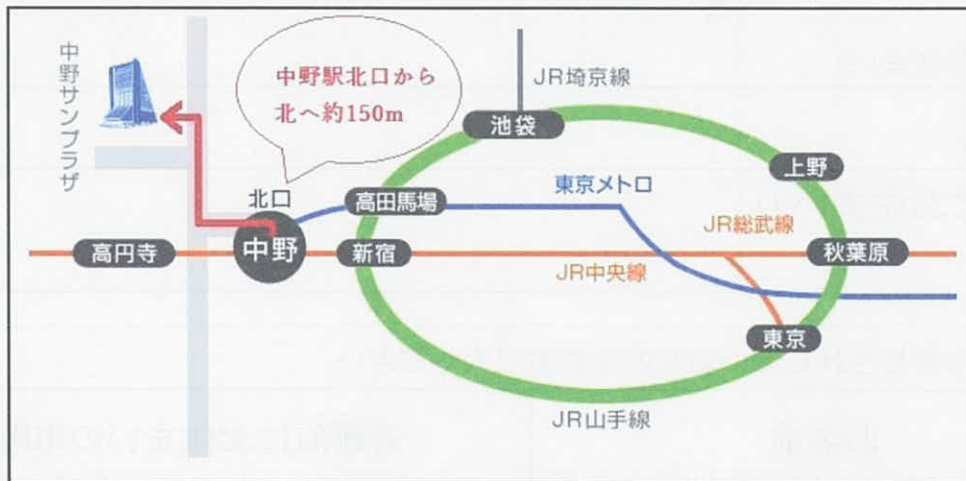 中野サンプラザ
中野駅北口から
北へ約150m
JR埼京線
池袋
上野
北口
高田馬場
東京メトロ
JR総武線
高円寺
中野
新宿
秋葉原
JR中央線
東京
JR山手線